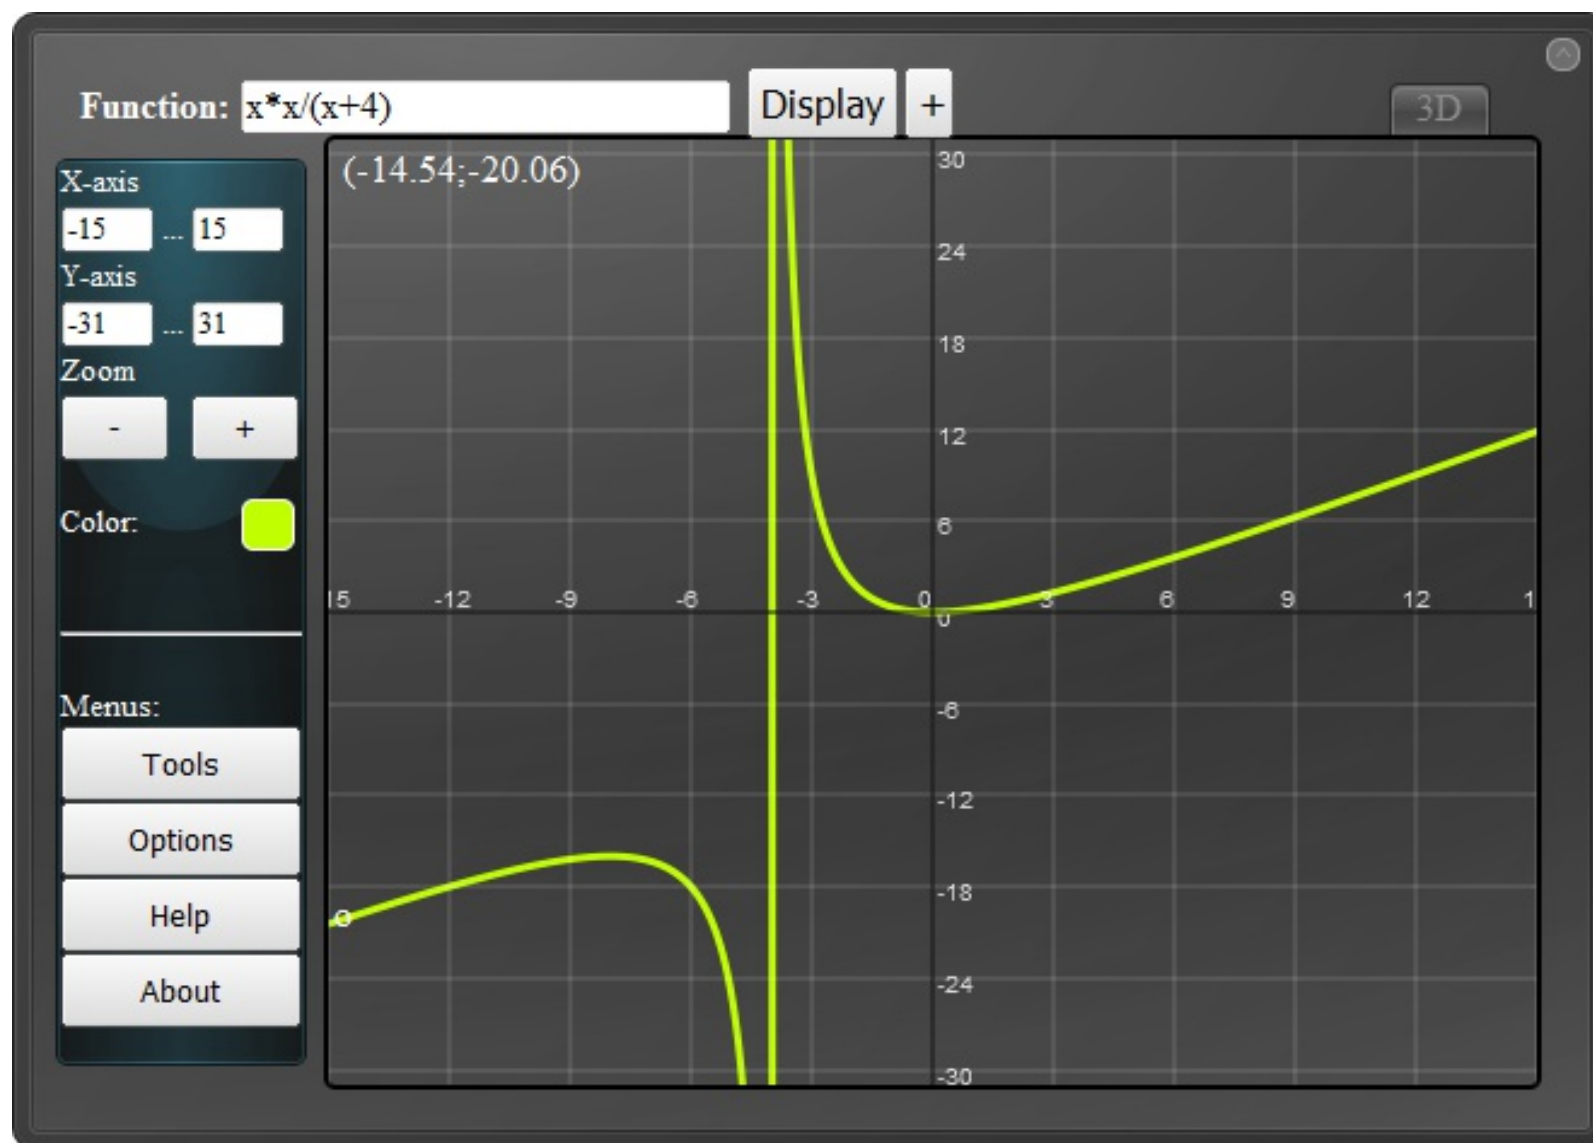 Function: x*x/(x+4) Display +
3D
X-axis
-15 ... 15
Y-axis
-31 ... 31
Zoom
- +
Color:
Menus:
Tools
Options
Help
About
(-14.54;-20.06)
30
24
18
12
6
15 -12 -9 -6 -3 0 3 6 9 12 1
0
-6
-12
-18
-24
-30